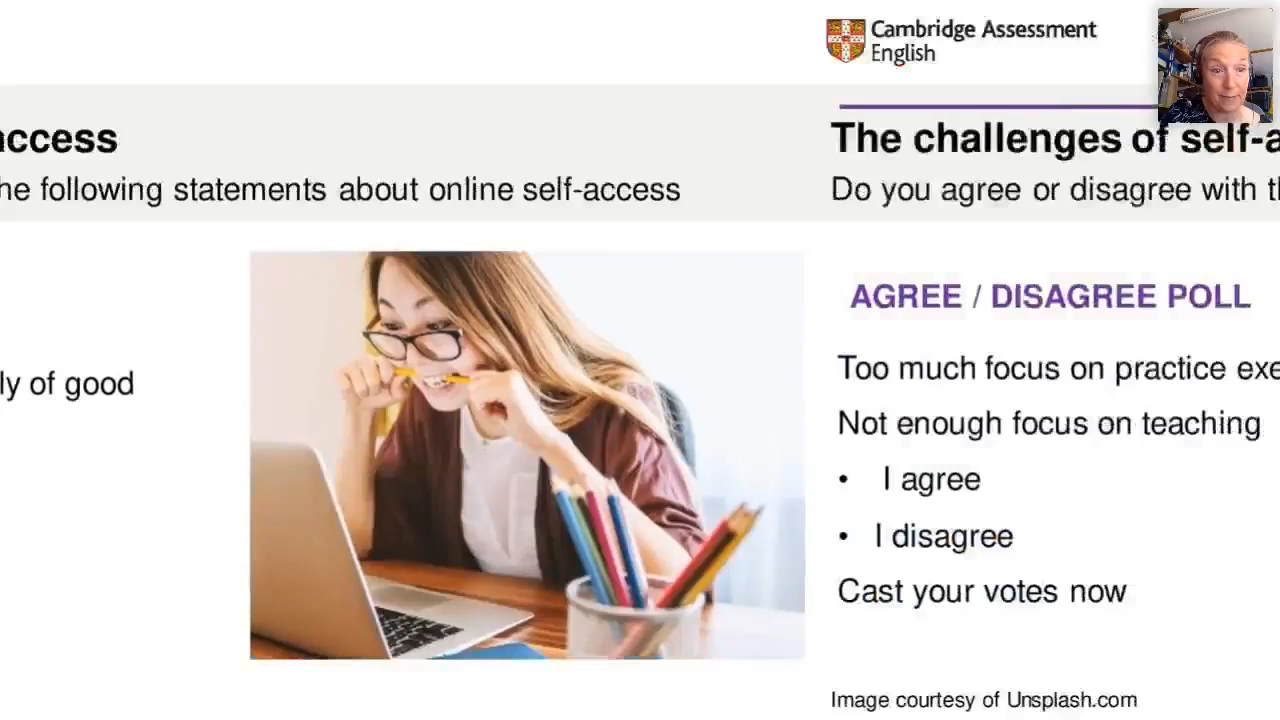 Cambridge Assessment
English
access
he following statements about online self-access
ly of good
The challenges of self-a
Do you agree or disagree with th
AGREE / DISAGREE POLL
Too much focus on practice exe
Not enough focus on teaching
• I agree
• I disagree
Cast your votes now
Image courtesy of Unsplash.com